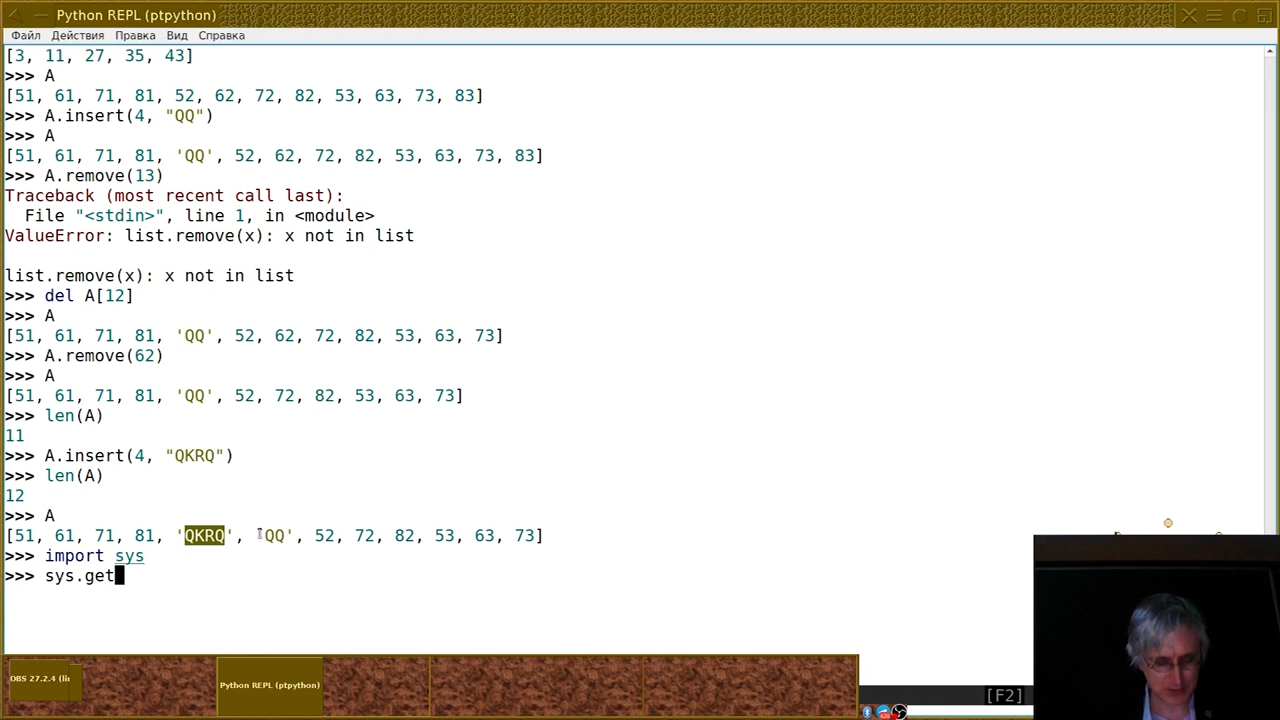 Python REPL (ptpython)
Файл Действия Правка Вид Справка
[3, 11, 27, 35, 43]
>>> A
[51, 61, 71, 81, 52, 62, 72, 82, 53, 63, 73, 83]
>>> A.insert(4, "QQ")
>>> A
[51, 61, 71, 81, 'QQ', 52, 62, 72, 82, 53, 63, 73, 83]
>>> A.remove(13)
Traceback (most recent call last):
  File "<stdin>", line 1, in <module>
ValueError: list.remove(x): x not in list
list.remove(x): x not in list
>>> del A[12]
>>> A
[51, 61, 71, 81, 'QQ', 52, 62, 72, 82, 53, 63, 73]
>>> A.remove(62)
>>> A
[51, 61, 71, 81, 'QQ', 52, 72, 82, 53, 63, 73]
>>> len(A)
11
>>> A.insert(4, "QKRQ")
>>> len(A)
12
>>> A
[51, 61, 71, 81, 'QKRQ', 'QQ', 52, 72, 82, 53, 63, 73]
>>> import sys
>>> sys.get
OBS 27.2.4 (lin
Python REPL (ptpython)
[F2]